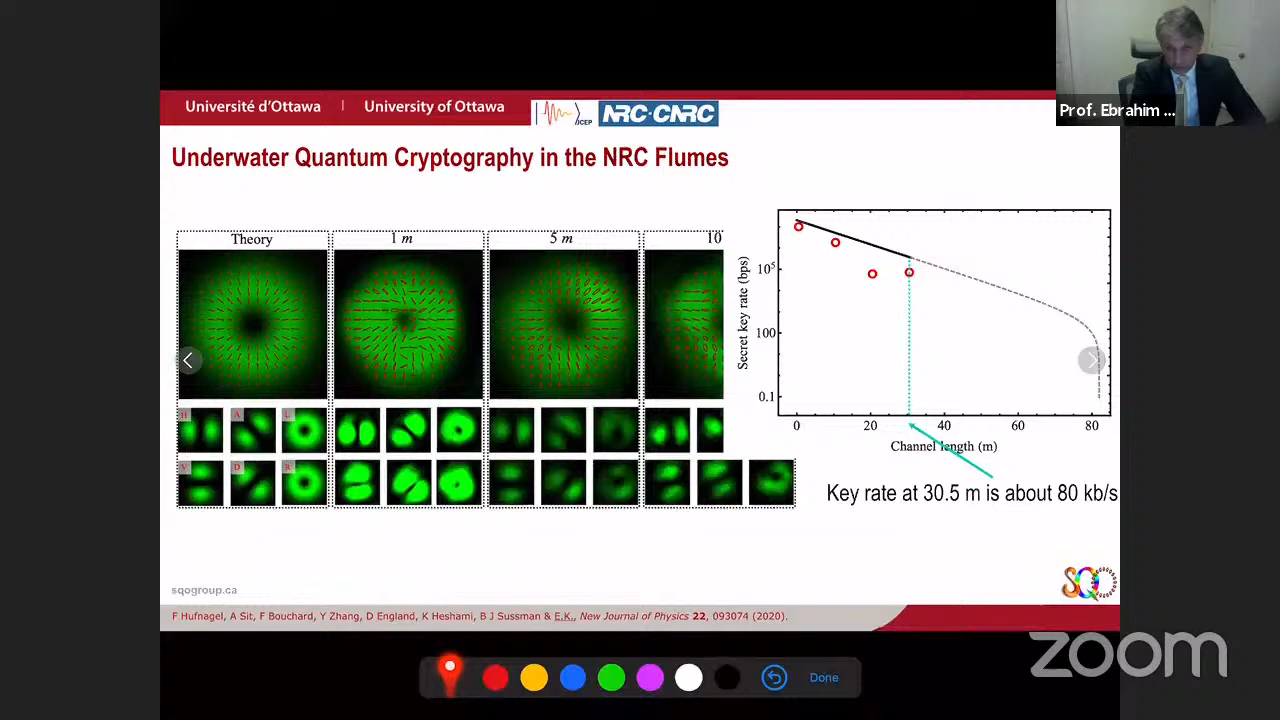 Prof. Ebrahim ...
Université d'Ottawa | University of Ottawa
ICEP
NRC·CNRC
Underwater Quantum Cryptography in the NRC Flumes
Theory
1 m
5 m
10
H
A
L
V
D
R
Secret key rate (bps)
10⁵
100
0.1
0
20
40
60
80
Channel length (m)
Key rate at 30.5 m is about 80 kb/s
sqogroup.ca
SQO
F Hufnagel, A Sit, F Bouchard, Y Zhang, D England, K Heshami, B J Sussman & E.K., New Journal of Physics 22, 093074 (2020).
zoom
Done